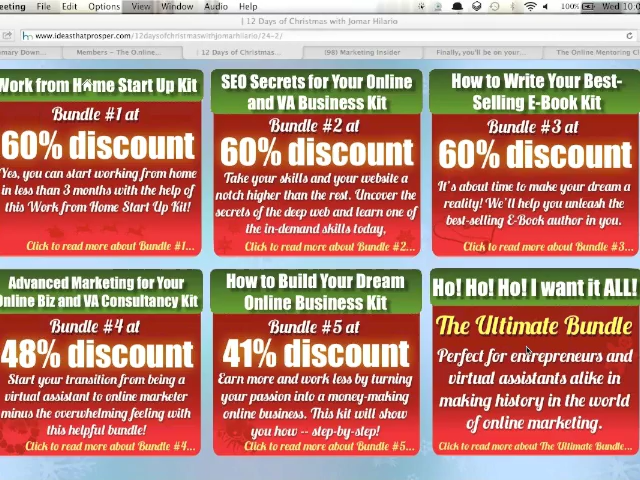 eeting Edit Options View Window Audio Help 100% Wed 10:0
| 12 Days of Christmas with Jomar Hilario
www.ideasthatprosper.com/12daysofchristmaswithjomarhilario/24-2/
mary Down... Members – The Online... | 12 Days of Christmas... (98) Marketing Insider Finally, you'll be on your... The Online Mentoring Cl
Work from Home Start Up Kit
Bundle #1 at
60% discount
Yes, you can start working from home
in less than 3 months with the help of
this Work from Home Start Up Kit!
Click to read more about Bundle #1...
SEO Secrets for Your Online
and VA Business Kit
Bundle #2 at
60% discount
Take your skills and your website a
notch higher than the rest. Uncover the
secrets of the deep web and learn one of
the in-demand skills today,
Click to read more about Bundle #2...
How to Write Your Best-
Selling E-Book Kit
Bundle #3 at
60% discount
It's about time to make your dream a
reality! We'll help you unleash the
best-selling E-Book author in you.
Click to read more about Bundle #3...
Advanced Marketing for Your
Online Biz and VA Consultancy Kit
Bundle #4 at
48% discount
Start your transition from being a
virtual assistant to online marketer
minus the overwhelming feeling with
this helpful bundle!
Click to read more about Bundle #4...
How to Build Your Dream
Online Business Kit
Bundle #5 at
41% discount
Earn more and work less by turning
your passion into a money-making
online business. This kit will show
you how -- step-by-step!
Click to read more about Bundle #5...
Ho! Ho! Ho! I want it ALL!
The Ultimate Bundle
Perfect for entrepreneurs and
virtual assistants alike in
making history in the world
of online marketing.
Click to read more about The Ultimate Bundle...